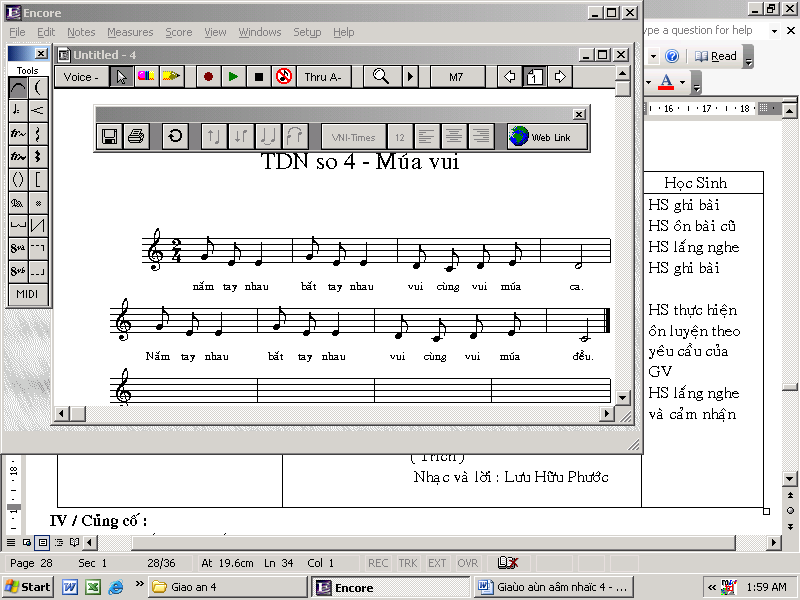 Encore
File Edit Notes Measures Score View Windows Setup Help
Type a question for help
Untitled - 4
Tools
Voice - Thru A- M7 1
Read
MIDI
VNI-Times 12 Web Link
16 17 18
TDN so 4 - Múa vui
2
4
nắm tay nhau bắt tay nhau vui cùng vui múa ca.
Nắm tay nhau bắt tay nhau vui cùng vui múa đều.
8va
8vb
Học Sinh
HS ghi bài
HS ôn bài cũ
HS lắng nghe
HS ghi bài
HS thực hiện
ôn luyện theo
yêu cầu của
GV
HS lắng nghe
và cảm nhận
( Trích )
Nhạc và lời : Lưu Hữu Phước
18
IV / Củng cố :
Page 28 Sec 1 28/36 At 19.6cm Ln 34 Col 1 REC TRK EXT OVR
Start Giao an 4 Encore Giaùo aùn aâm nhaïc 4 - ... 1:59 AM